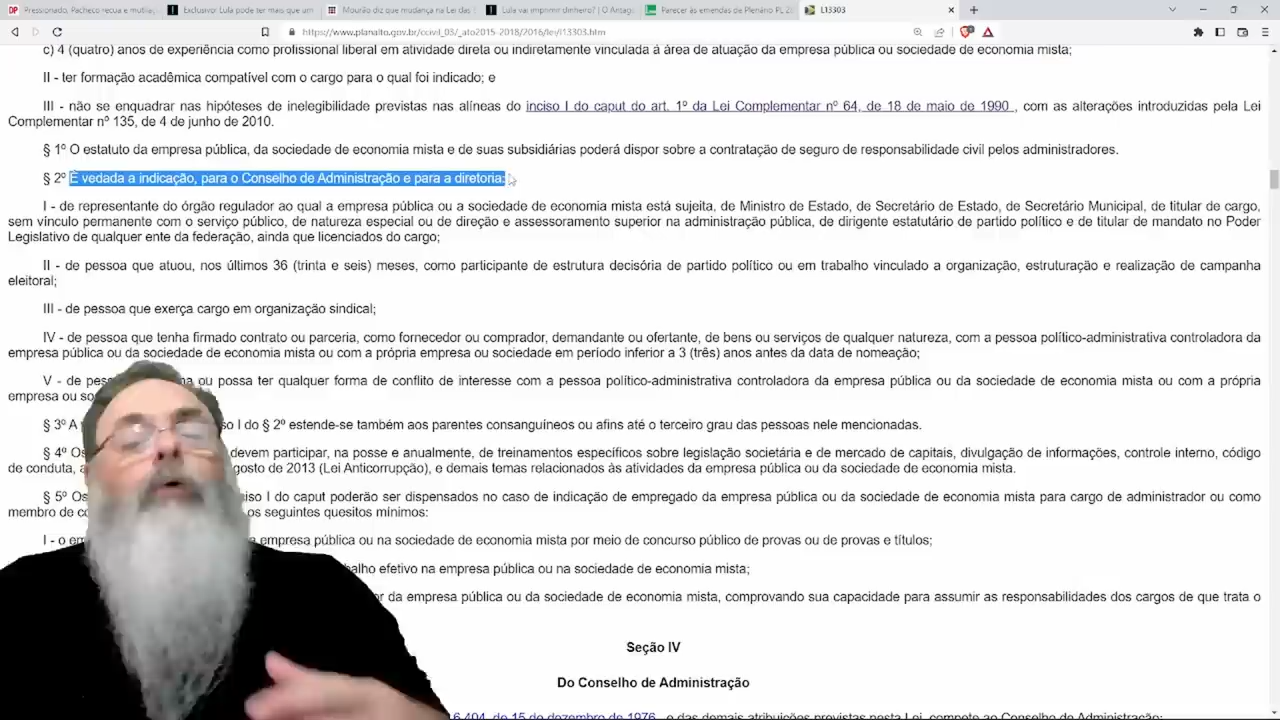 Pressionado, Pacheco recua e mutila
Exclusivo! Lula pode ter mais que um
Mourão diz que mudança na Lei das
Lula vai imprimir dinheiro? | O Antag
Parecer às emendas de Plenário PL 2
L13303
https://www.planalto.gov.br/ccivil_03/_ato2015-2018/2016/lei/l13303.htm
c) 4 (quatro) anos de experiência como profissional liberal em atividade direta ou indiretamente vinculada à área de atuação da empresa pública ou sociedade de economia mista;
II - ter formação acadêmica compatível com o cargo para o qual foi indicado; e
III - não se enquadrar nas hipóteses de inelegibilidade previstas nas alíneas do inciso I do caput do art. 1º da Lei Complementar nº 64, de 18 de maio de 1990 , com as alterações introduzidas pela Lei
Complementar nº 135, de 4 de junho de 2010.
§ 1º O estatuto da empresa pública, da sociedade de economia mista e de suas subsidiárias poderá dispor sobre a contratação de seguro de responsabilidade civil pelos administradores.
§ 2º É vedada a indicação, para o Conselho de Administração e para a diretoria:
I - de representante do órgão regulador ao qual a empresa pública ou a sociedade de economia mista está sujeita, de Ministro de Estado, de Secretário de Estado, de Secretário Municipal, de titular de cargo,
sem vínculo permanente com o serviço público, de natureza especial ou de direção e assessoramento superior na administração pública, de dirigente estatutário de partido político e de titular de mandato no Poder
Legislativo de qualquer ente da federação, ainda que licenciados do cargo;
II - de pessoa que atuou, nos últimos 36 (trinta e seis) meses, como participante de estrutura decisória de partido político ou em trabalho vinculado a organização, estruturação e realização de campanha
eleitoral;
III - de pessoa que exerça cargo em organização sindical;
IV - de pessoa que tenha firmado contrato ou parceria, como fornecedor ou comprador, demandante ou ofertante, de bens ou serviços de qualquer natureza, com a pessoa político-administrativa controladora da
empresa pública ou da sociedade de economia mista ou com a própria empresa ou sociedade em período inferior a 3 (três) anos antes da data de nomeação;
V - de ou possa ter qualquer forma de conflito de interesse com a pessoa político-administrativa controladora da empresa pública ou da sociedade de economia mista ou com a própria
empresa ou
§ 3º A I do § 2º estende-se também aos parentes consanguíneos ou afins até o terceiro grau das pessoas nele mencionadas.
§ 4º Os devem participar, na posse e anualmente, de treinamentos específicos sobre legislação societária e de mercado de capitais, divulgação de informações, controle interno, código
de conduta, agosto de 2013 (Lei Anticorrupção), e demais temas relacionados às atividades da empresa pública ou da sociedade de economia mista.
§ 5º Os I do caput poderão ser dispensados no caso de indicação de empregado da empresa pública ou da sociedade de economia mista para cargo de administrador ou como
membro de os seguintes quesitos mínimos:
I - o empresa pública ou na sociedade de economia mista por meio de concurso público de provas ou de provas e títulos;
efetivo na empresa pública ou na sociedade de economia mista;
da empresa pública ou da sociedade de economia mista, comprovando sua capacidade para assumir as responsabilidades dos cargos de que trata o
Seção IV
Do Conselho de Administração
6.404, de 15 de dezembro de 1976 , e das demais atribuições previstas nesta Lei, compete ao Conselho de Administração: